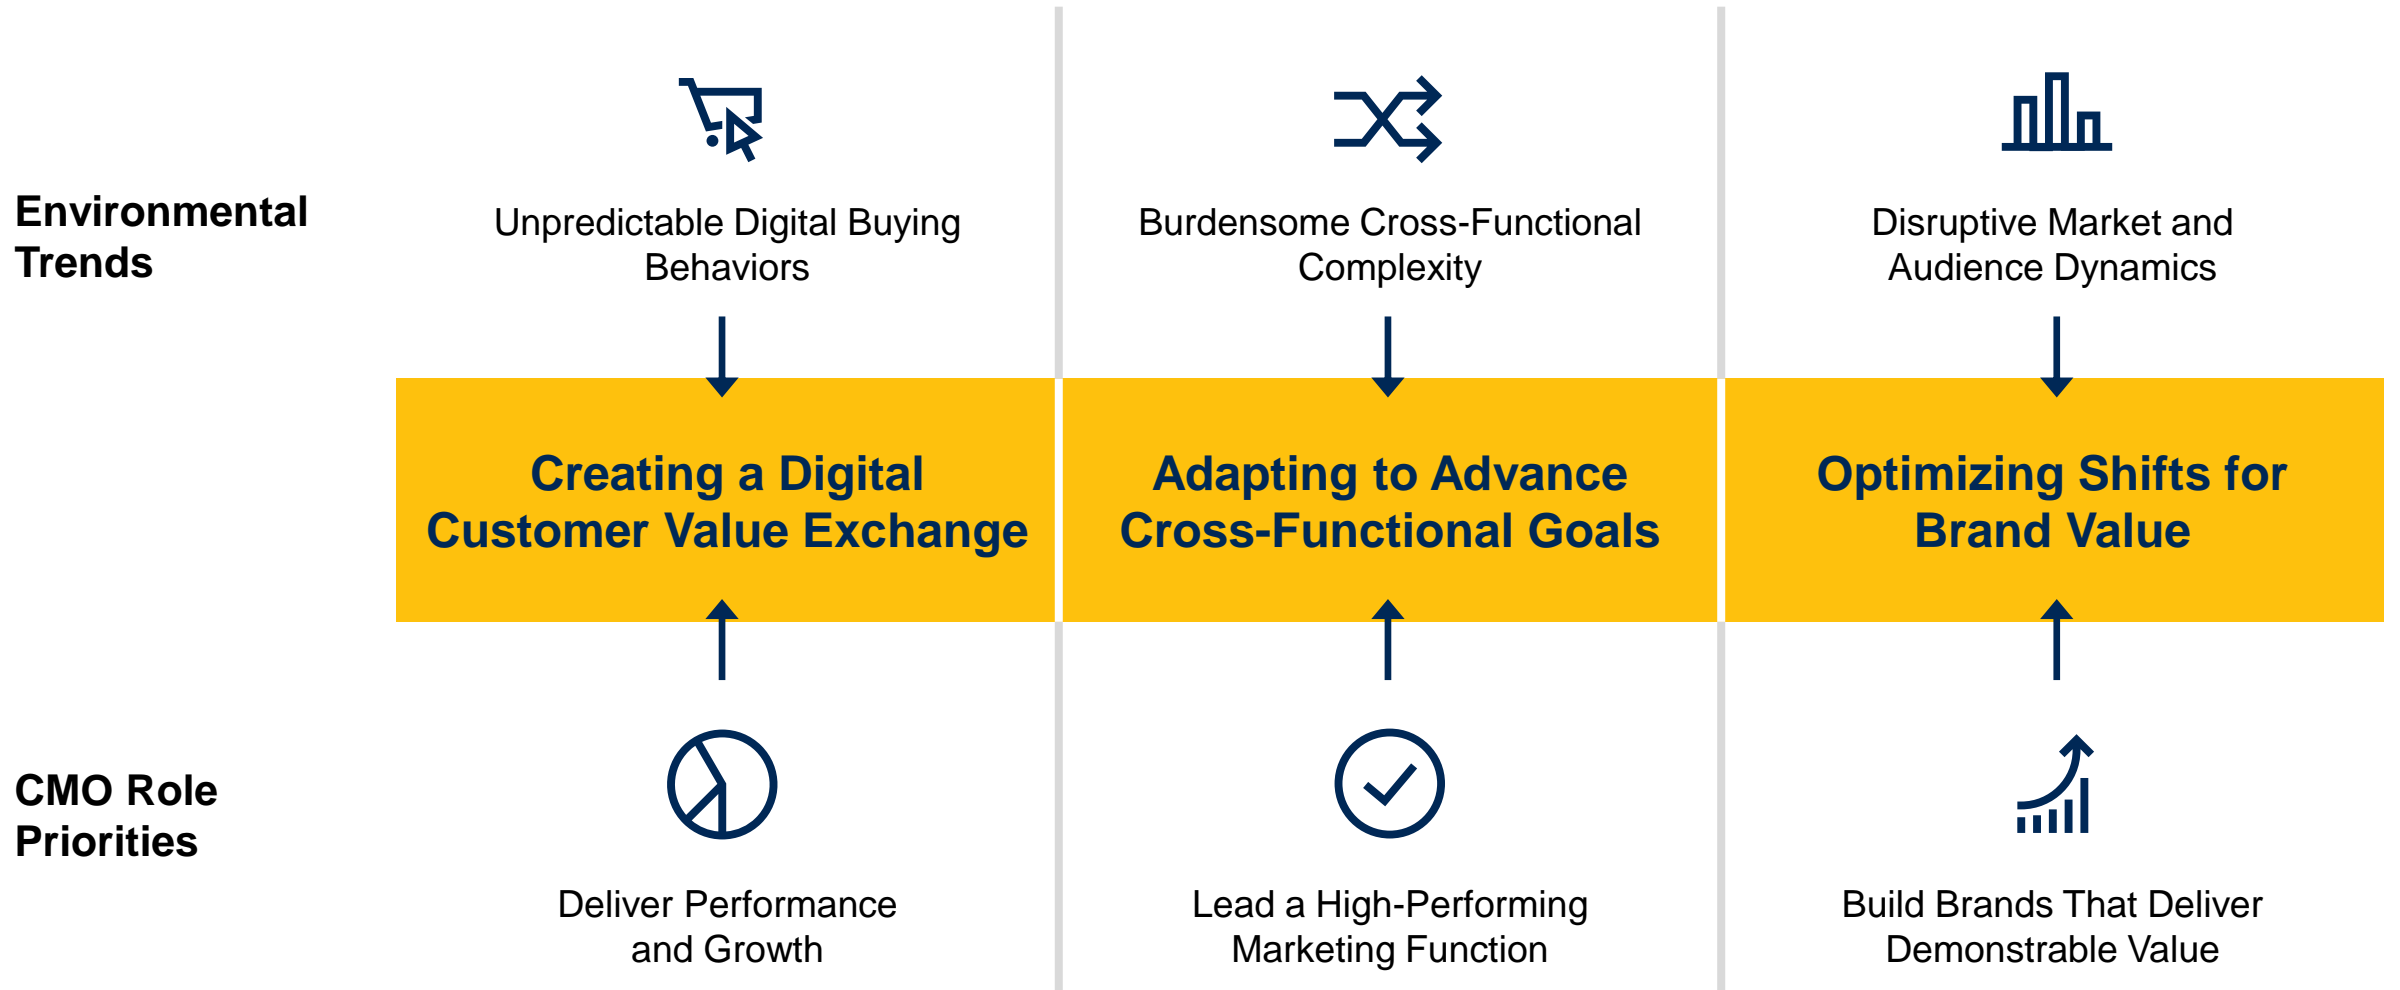 Environmental
Trends
Unpredictable Digital Buying
Behaviors
Burdensome Cross-Functional
Complexity
Disruptive Market and
Audience Dynamics
Creating a Digital
Customer Value Exchange
Adapting to Advance
Cross-Functional Goals
Optimizing Shifts for
Brand Value
CMO Role
Priorities
Deliver Performance
and Growth
Lead a High-Performing
Marketing Function
Build Brands That Deliver
Demonstrable Value